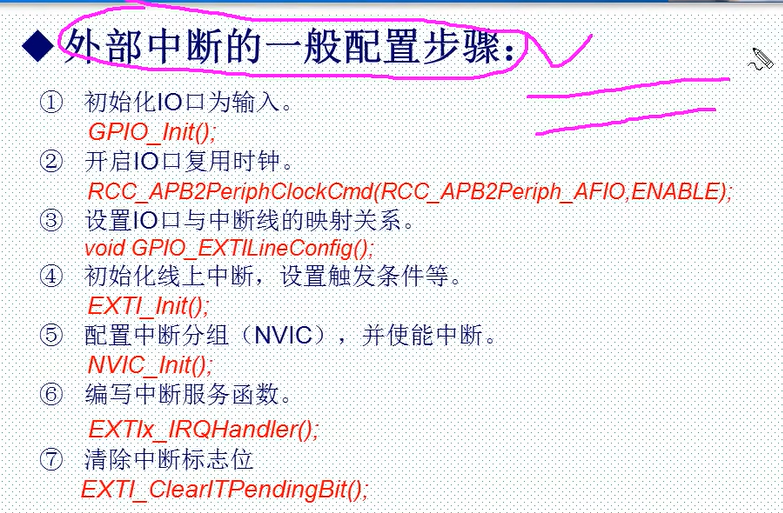 ◆外部中断的一般配置步骤：
① 初始化IO口为输入。
GPIO_Init();
② 开启IO口复用时钟。
RCC_APB2PeriphClockCmd(RCC_APB2Periph_AFIO,ENABLE);
③ 设置IO口与中断线的映射关系。
void GPIO_EXTILineConfig();
④ 初始化线上中断，设置触发条件等。
EXTI_Init();
⑤ 配置中断分组（NVIC），并使能中断。
NVIC_Init();
⑥ 编写中断服务函数。
EXTIx_IRQHandler();
⑦ 清除中断标志位
EXTI_ClearITPendingBit();